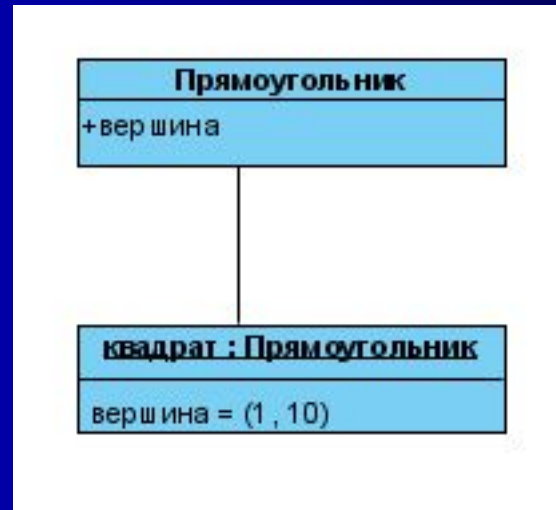 Прямоугольник
+вершина
квадрат : Прямоугольник
вершина = (1, 10)